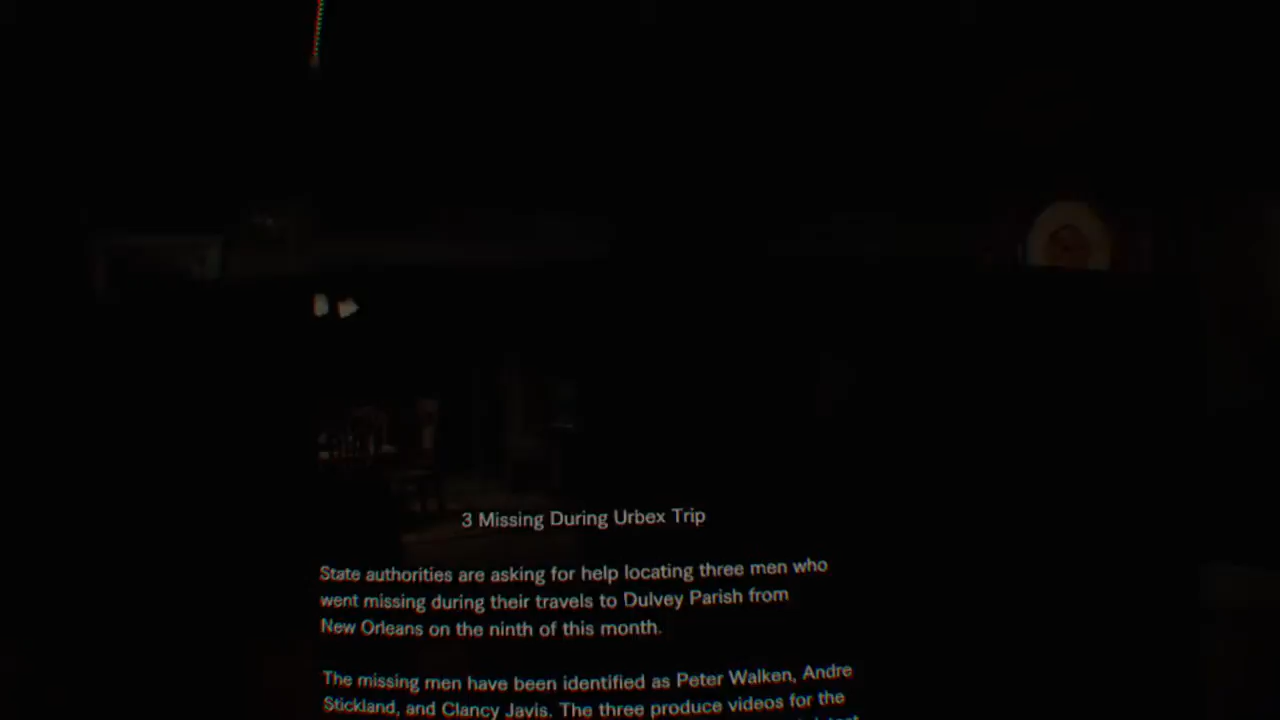 3 Missing During Urbex Trip
State authorities are asking for help locating three men who
went missing during their travels to Dulvey Parish from
New Orleans on the ninth of this month.
The missing men have been identified as Peter Walken, Andre
Stickland, and Clancy Javis. The three produce videos for the